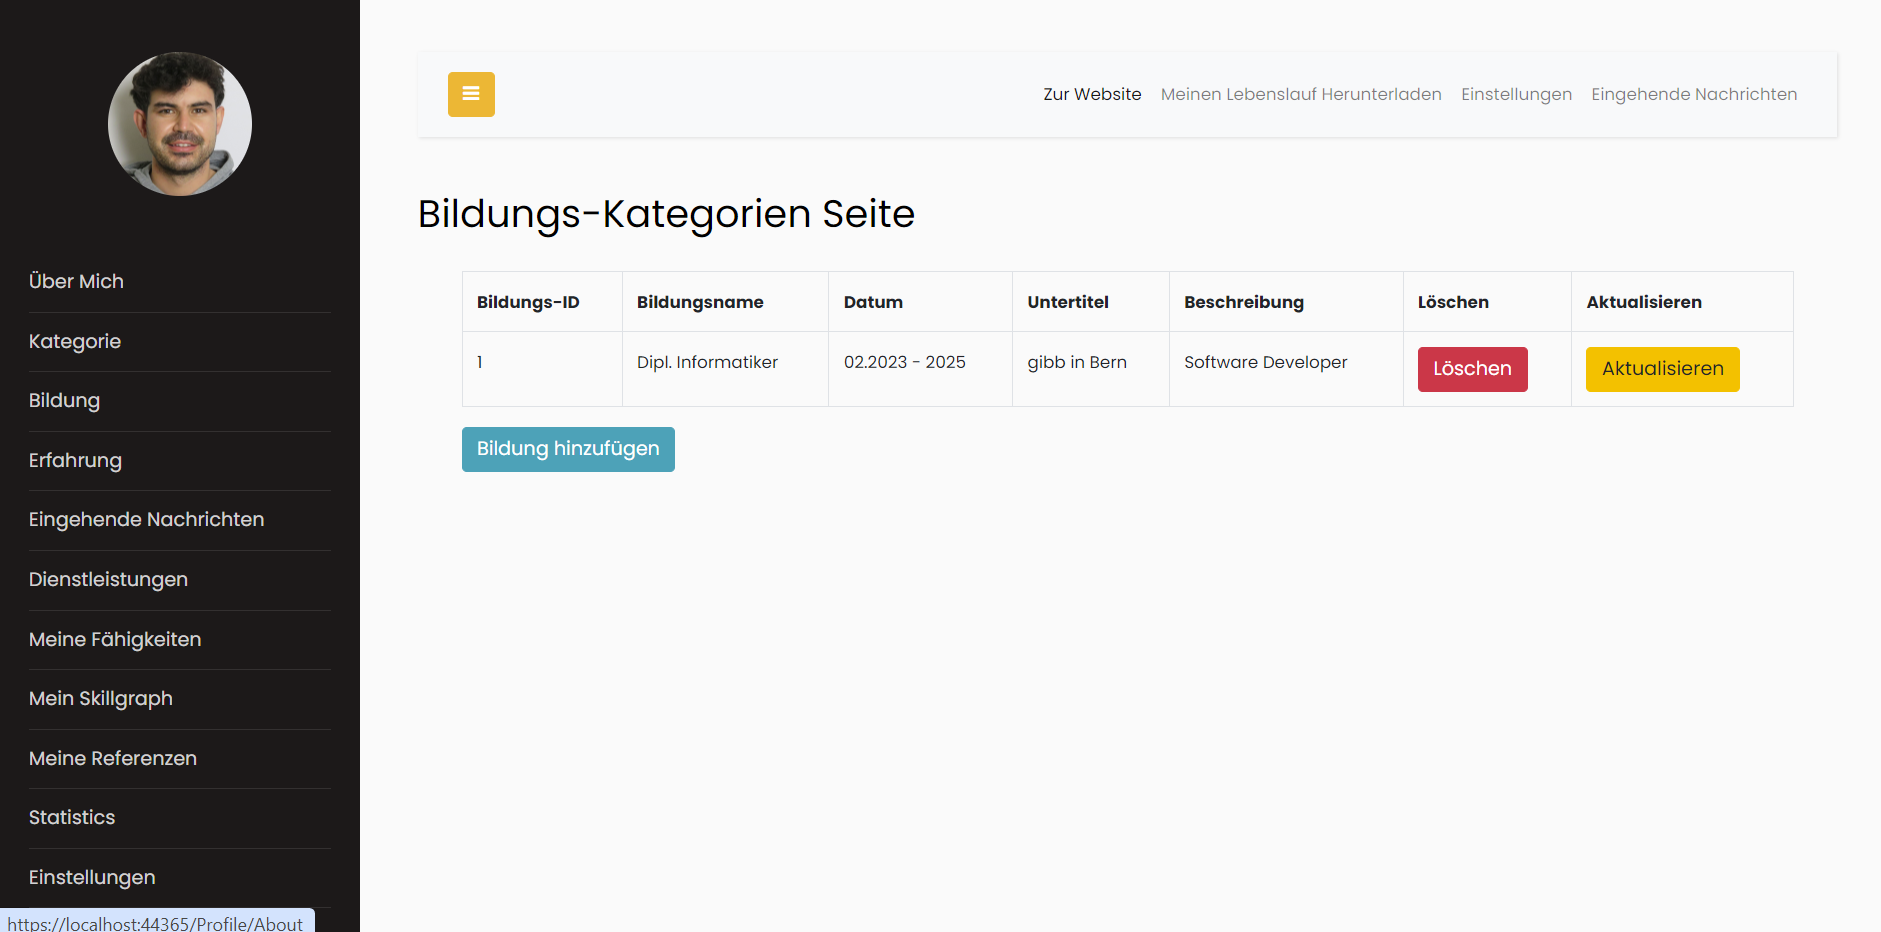 Über Mich
Kategorie
Bildung
Erfahrung
Eingehende Nachrichten
Dienstleistungen
Meine Fähigkeiten
Mein Skillgraph
Meine Referenzen
Statistics
Einstellungen
https://localhost:44365/Profile/About
Zur Website Meinen Lebenslauf Herunterladen Einstellungen Eingehende Nachrichten
Bildungs-Kategorien Seite
Bildungs-ID Bildungsname Datum Untertitel Beschreibung Löschen Aktualisieren
1 Dipl. Informatiker 02.2023 - 2025 gibb in Bern Software Developer Löschen Aktualisieren
Bildung hinzufügen